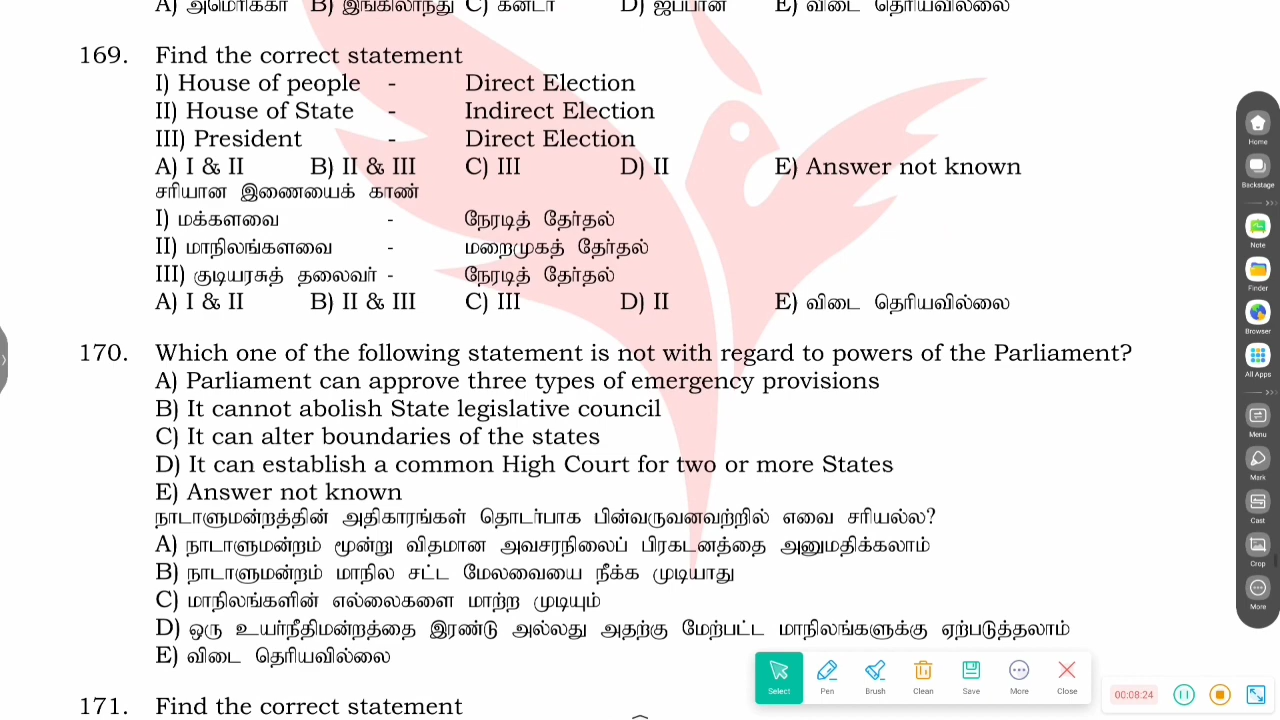 A) அமெரிக்கா B) இங்கிலாந்து C) கனடா D) ஜப்பான் E) விடை தெரியவில்லை
169. Find the correct statement
I) House of people - Direct Election
II) House of State - Indirect Election
III) President - Direct Election
A) I & II B) II & III C) III D) II E) Answer not known
சரியான இணையைக் காண்
I) மக்களவை - நேரடித் தேர்தல்
II) மாநிலங்களவை - மறைமுகத் தேர்தல்
III) குடியரசுத் தலைவர் - நேரடித் தேர்தல்
A) I & II B) II & III C) III D) II E) விடை தெரியவில்லை
170. Which one of the following statement is not with regard to powers of the Parliament?
A) Parliament can approve three types of emergency provisions
B) It cannot abolish State legislative council
C) It can alter boundaries of the states
D) It can establish a common High Court for two or more States
E) Answer not known
நாடாளுமன்றத்தின் அதிகாரங்கள் தொடர்பாக பின்வருவனவற்றில் எவை சரியல்ல?
A) நாடாளுமன்றம் மூன்று விதமான அவசரநிலைப் பிரகடனத்தை அனுமதிக்கலாம்
B) நாடாளுமன்றம் மாநில சட்ட மேலவையை நீக்க முடியாது
C) மாநிலங்களின் எல்லைகளை மாற்ற முடியும்
D) ஒரு உயர்நீதிமன்றத்தை இரண்டு அல்லது அதற்கு மேற்பட்ட மாநிலங்களுக்கு ஏற்படுத்தலாம்
E) விடை தெரியவில்லை
171. Find the correct statement
Home
Backstage
Note
Finder
Browser
All Apps
Menu
Mark
Cast
Crop
More
Select Pen Brush Clean Save More Close
00:08:24